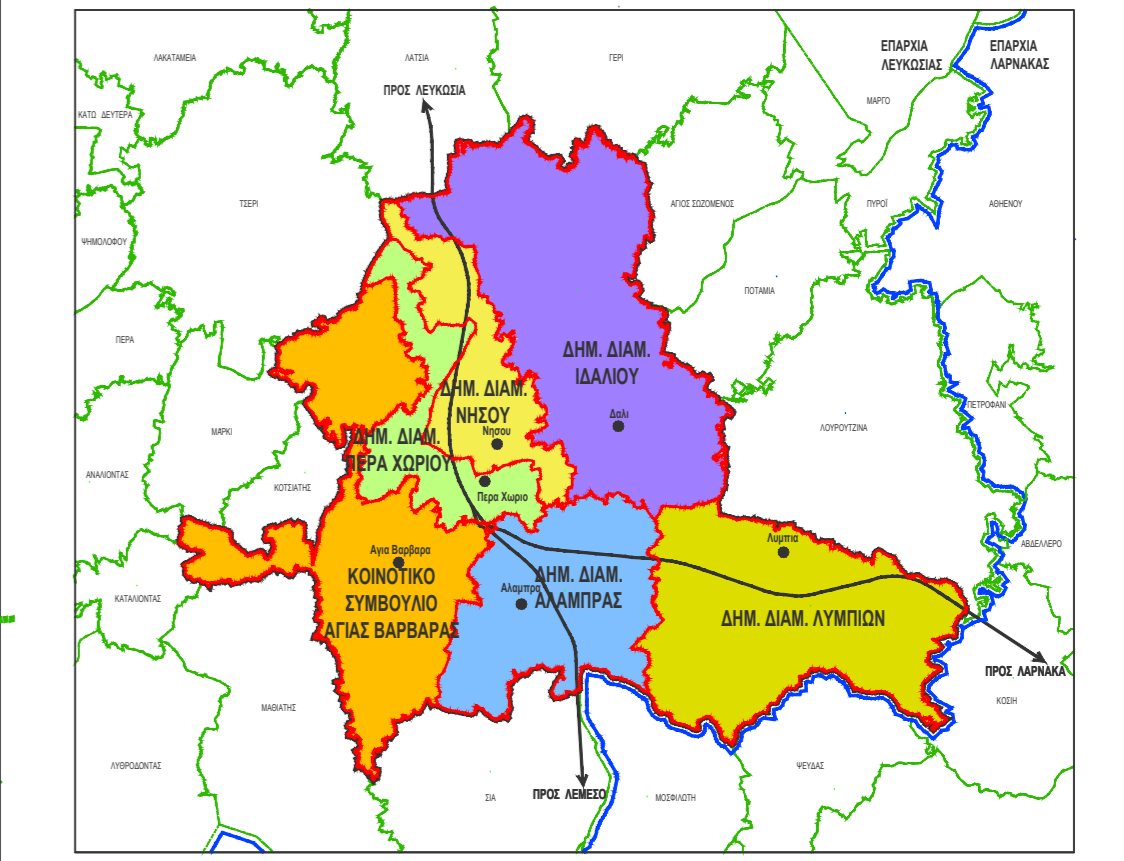 ΛΑΚΑΤΑΜΕΙΑ
ΛΑΤΣΙΑ
ΓΕΡΙ
ΕΠΑΡΧΙΑ
ΛΕΥΚΩΣΙΑΣ
ΕΠΑΡΧΙΑ
ΛΑΡΝΑΚΑΣ
ΠΡΟΣ ΛΕΥΚΩΣΙΑ
ΜΑΡΓΟ
ΚΑΤΩ ΔΕΥΤΕΡΑ
ΤΣΕΡΙ
ΑΓΙΟΣ ΣΩΖΟΜΕΝΟΣ
ΠΥΡΟΪ
ΑΘΗΕΝΟΥ
ΨΗΜΟΛΟΦΟΥ
ΠΟΤΑΜΙΑ
ΠΕΡΑ
ΔΗΜ. ΔΙΑΜ.
ΙΔΑΛΙΟΥ
Δαλι
ΔΗΜ. ΔΙΑΜ.
ΝΗΣΟΥ
Νησου
ΠΕΤΡΟΦΑΝΙ
ΜΑΡΚΙ
ΛΟΥΡΟΥΤΖΙΝΑ
ΔΗΜ. ΔΙΑΜ.
ΠΕΡΑ ΧΩΡΙΟΥ
Περα Χωριο
ΑΝΑΛΙΟΝΤΑΣ
ΚΟΤΣΙΑΤΗΣ
Λυμπια
ΑΒΔΕΛΛΕΡΟ
Αγια Βαρβαρα
ΚΟΙΝΟΤΙΚΟ
ΣΥΜΒΟΥΛΙΟ
ΑΓΙΑΣ ΒΑΡΒΑΡΑΣ
Αλαμπρα
ΔΗΜ. ΔΙΑΜ.
ΑΛΑΜΠΡΑΣ
ΚΑΤΑΛΙΟΝΤΑΣ
ΔΗΜ. ΔΙΑΜ. ΛΥΜΠΙΩΝ
ΠΡΟΣ ΛΑΡΝΑΚΑ
ΚΟΣΙΗ
ΜΑΘΙΑΤΗΣ
ΛΥΘΡΟΔΟΝΤΑΣ
ΨΕΥΔΑΣ
ΣΙΑ
ΠΡΟΣ ΛΕΜΕΣΟ
ΜΟΣΦΙΛΩΤΗ